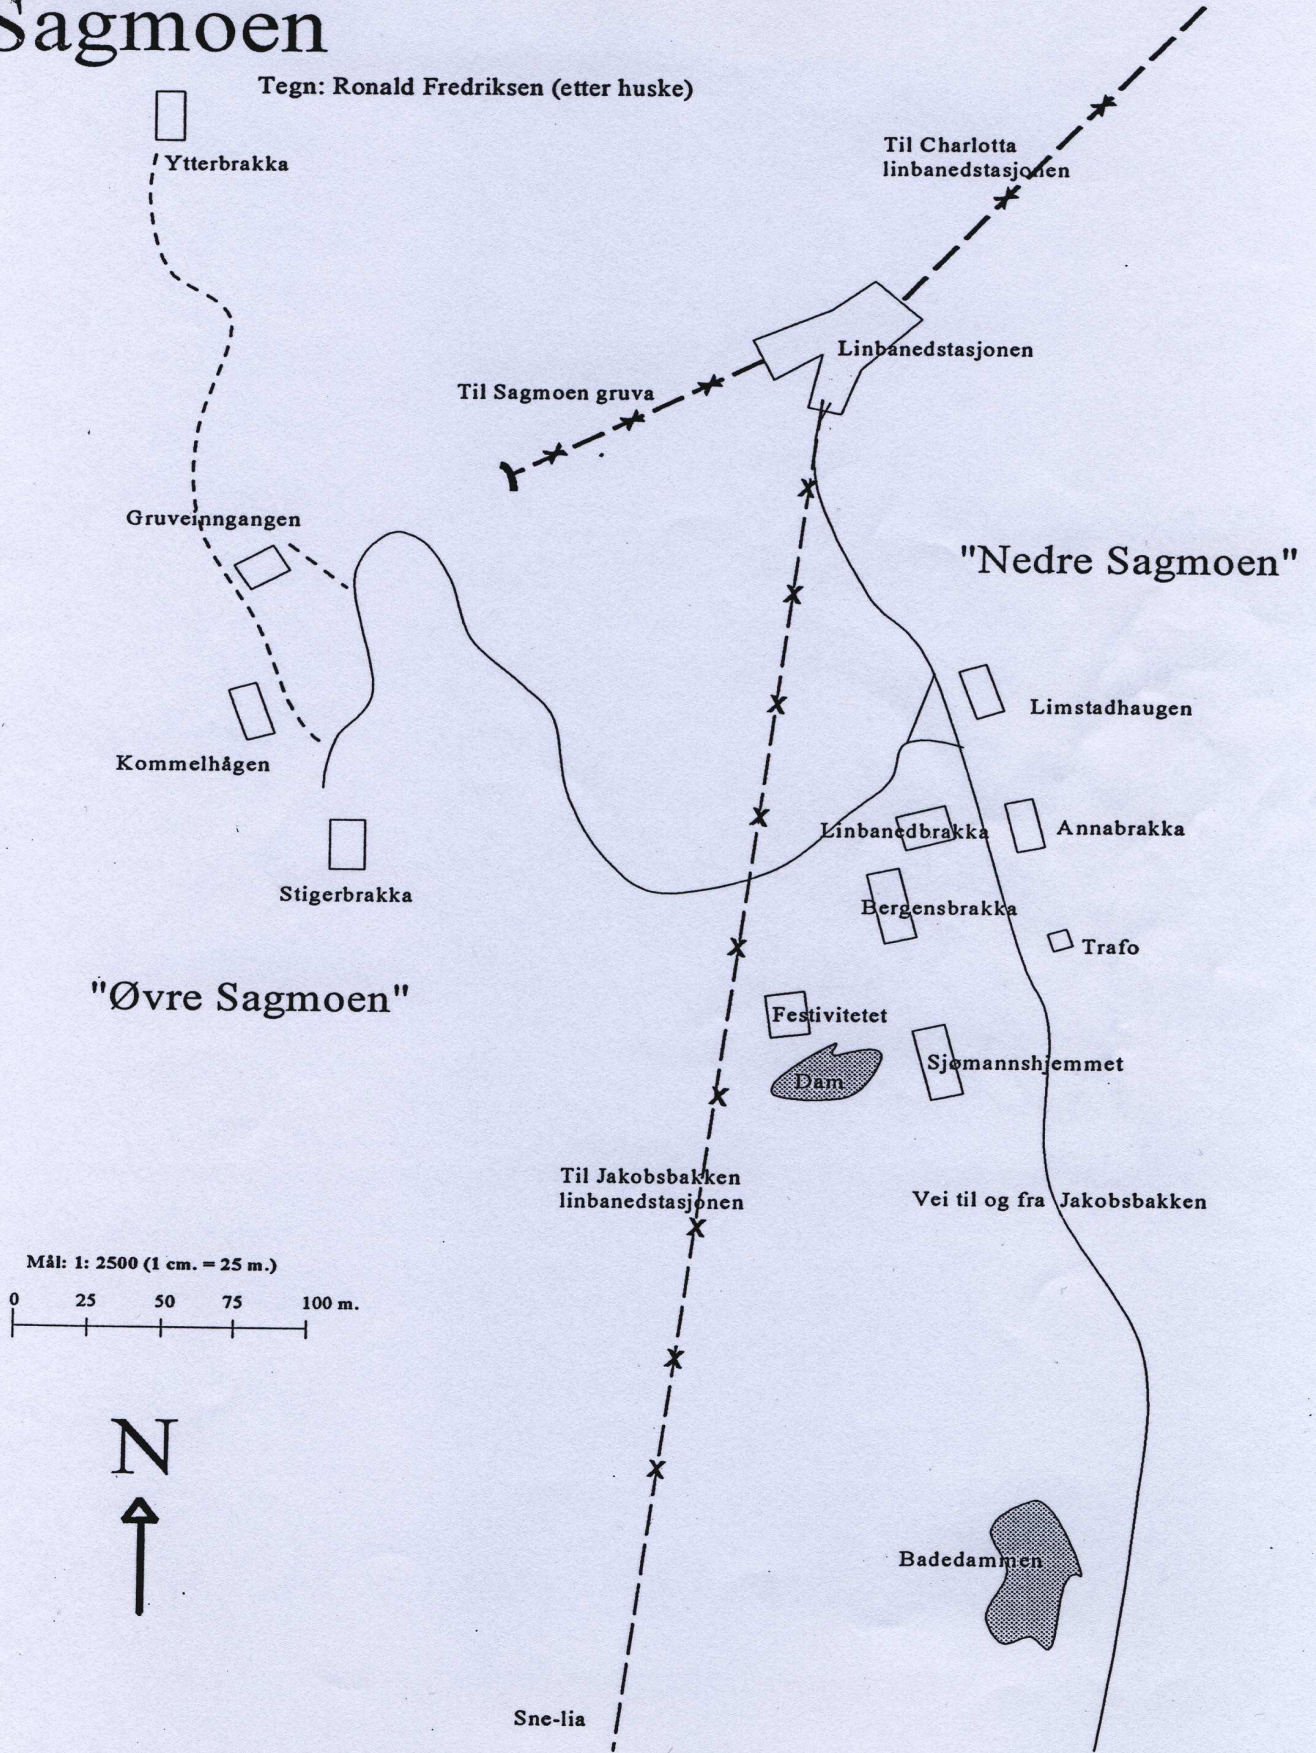 Sagmoen
Tegn: Ronald Fredriksen (etter huske)
Ytterbrakka
Til Charlotta
linbanedstasjonen
Linbanedstasjonen
Til Sagmoen gruva
Gruveinngangen
"Nedre Sagmoen"
Limstadhaugen
Kommelhågen
Linbanedbrakka
Annabrakka
Stigerbrakka
Bergensbrakka
Trafo
"Øvre Sagmoen"
Festivitetet
Sjømannshjemmet
Dam
Til Jakobsbakken
linbanedstasjonen
Vei til og fra Jakobsbakken
Mål: 1: 2500 (1 cm. = 25 m.)
0 25 50 75 100 m.
N
Badedammen
Sne-lia